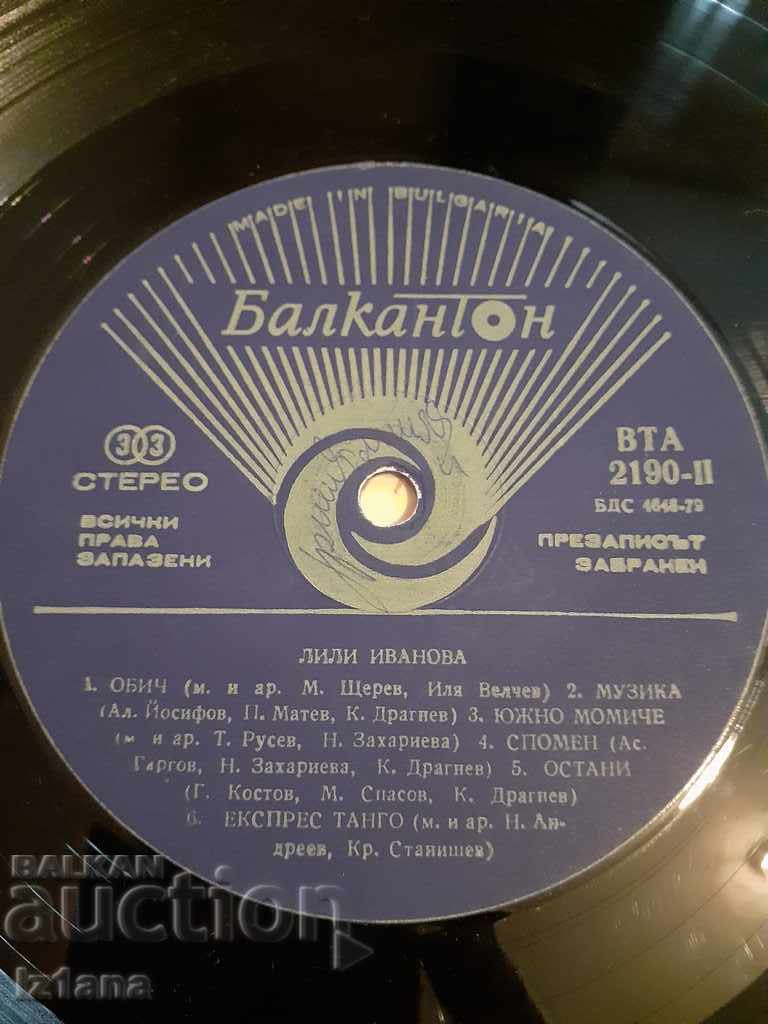 MADE IN BULGARIA
БалканТон
33
СТЕРЕО
ВТА
2190-II
БДС 4648-79
ВСИЧКИ
ПРАВА
ЗАПАЗЕНИ
ПРЕЗАПИСЪТ
ЗАБРАНЕН
ЛИЛИ ИВАНОВА
1. ОБИЧ (м. и ар. М. Щерев, Иля Велчев) 2. МУЗИКА
(Ал. Йосифов, П. Матев, К. Драгнев) 3. ЮЖНО МОМИЧЕ
(м и ар. Т. Русев, Н. Захариева) 4. СПОМЕН (Ас.
Гаргов, Н. Захариева, К. Драгнев) 5. ОСТАНИ
(Г. Костов, М. Спасов, К. Драгнев)
6. ЕКСПРЕС ТАНГО (м. и ар. Н. Ан-
дреев, Кр. Станишев)
BALKAN
auction
iz1ana